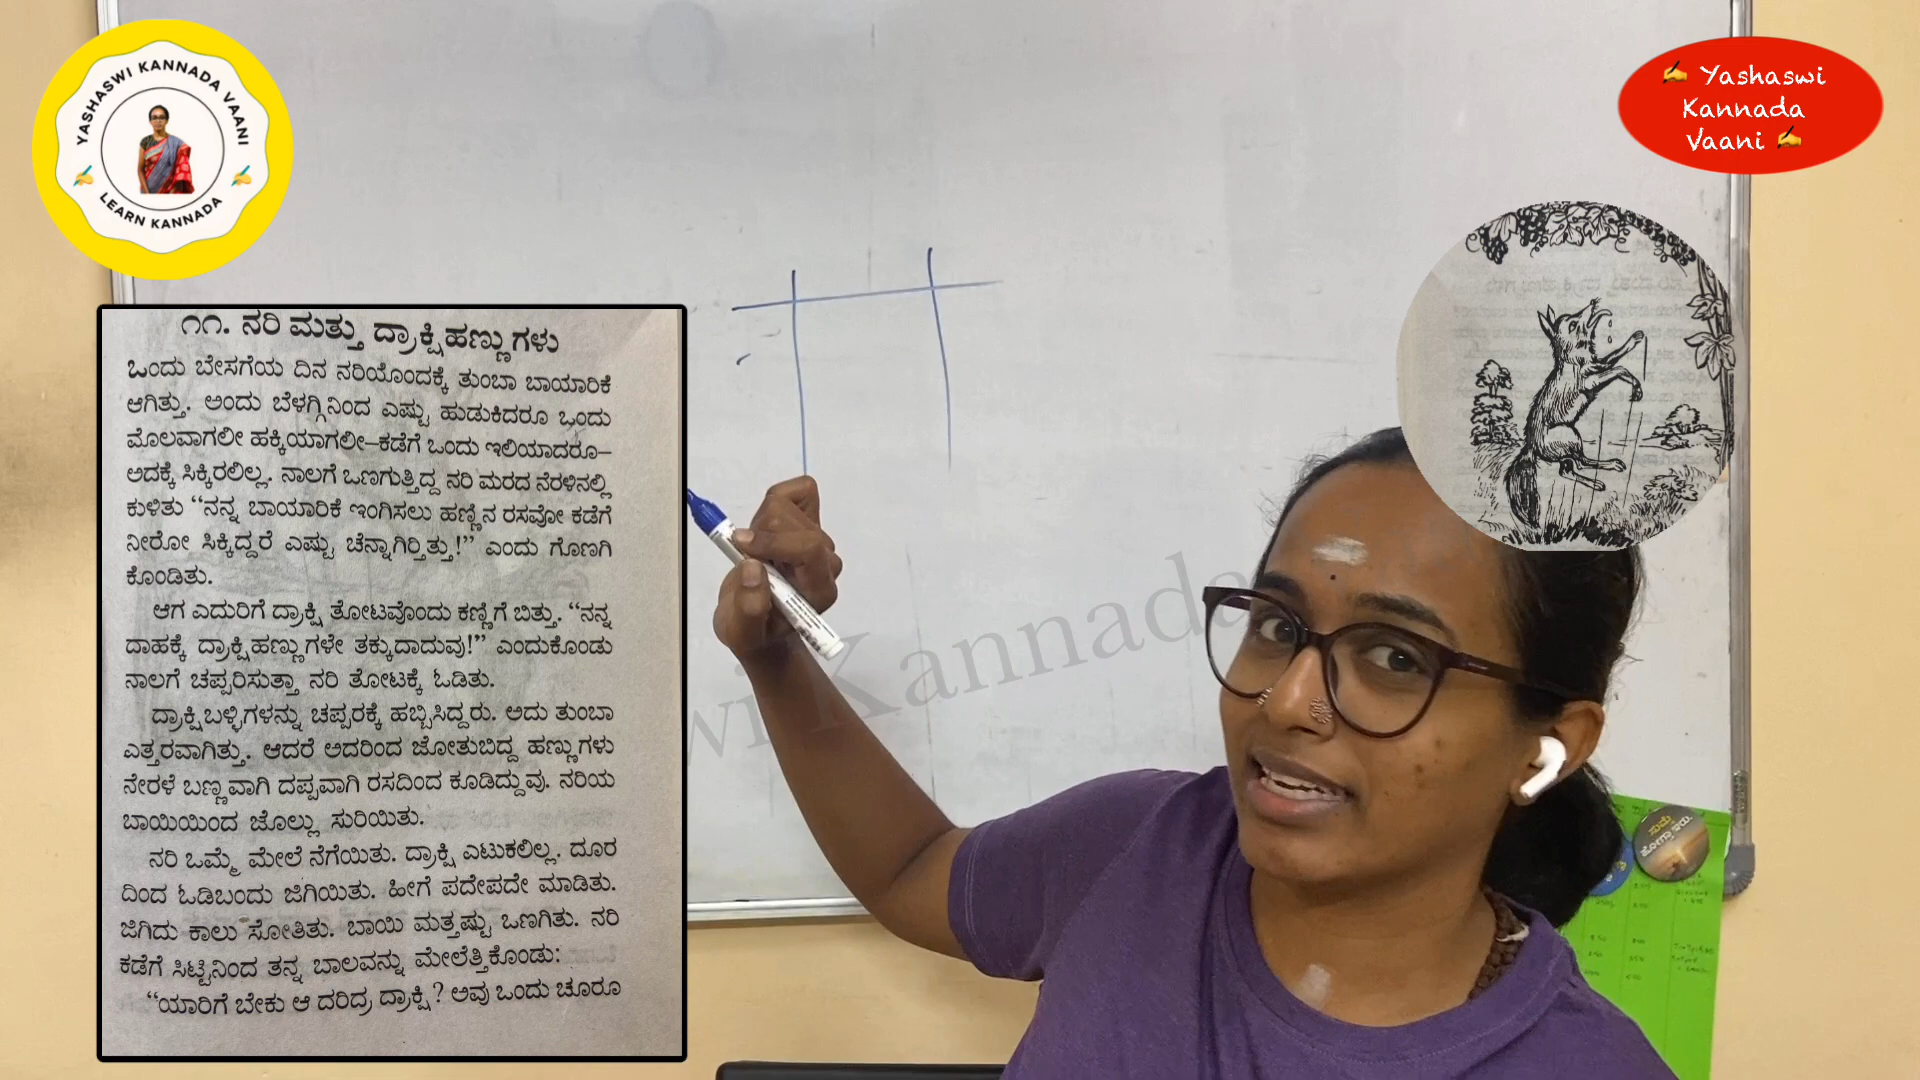 YASHASWI KANNADA VAANI
LEARN KANNADA
✍ Yashaswi
Kannada
Vaani ✍
೧೧. ನರಿ ಮತ್ತು ದ್ರಾಕ್ಷಿಹಣ್ಣುಗಳು
ಒಂದು ಬೇಸಗೆಯ ದಿನ ನರಿಯೊಂದಕ್ಕೆ ತುಂಬಾ ಬಾಯಾರಿಕೆ
ಆಗಿತ್ತು. ಅಂದು ಬೆಳಗ್ಗಿನಿಂದ ಎಷ್ಟು ಹುಡುಕಿದರೂ ಒಂದು
ಮೊಲವಾಗಲೀ ಹಕ್ಕಿಯಾಗಲೀ–ಕಡೆಗೆ ಒಂದು ಇಲಿಯಾದರೂ–
ಅದಕ್ಕೆ ಸಿಕ್ಕಿರಲಿಲ್ಲ. ನಾಲಗೆ ಒಣಗುತ್ತಿದ್ದ ನರಿ ಮರದ ನೆರಳಿನಲ್ಲಿ
ಕುಳಿತು “ನನ್ನ ಬಾಯಾರಿಕೆ ಇಂಗಿಸಲು ಹಣ್ಣಿನ ರಸವೋ ಕಡೆಗೆ
ನೀರೋ ಸಿಕ್ಕಿದ್ದರೆ ಎಷ್ಟು ಚೆನ್ನಾಗಿರ್‍ತಿತ್ತು!” ಎಂದು ಗೊಣಗಿ
ಕೊಂಡಿತು.
ಆಗ ಎದುರಿಗೆ ದ್ರಾಕ್ಷಿ ತೋಟವೊಂದು ಕಣ್ಣಿಗೆ ಬಿತ್ತು. “ನನ್ನ
ದಾಹಕ್ಕೆ ದ್ರಾಕ್ಷಿಹಣ್ಣುಗಳೇ ತಕ್ಕುದಾದುವು!” ಎಂದುಕೊಂಡು
ನಾಲಗೆ ಚಪ್ಪರಿಸುತ್ತಾ ನರಿ ತೋಟಕ್ಕೆ ಓಡಿತು.
ದ್ರಾಕ್ಷಿಬಳ್ಳಿಗಳನ್ನು ಚಪ್ಪರಕ್ಕೆ ಹಬ್ಬಿಸಿದ್ದರು. ಅದು ತುಂಬಾ
ಎತ್ತರವಾಗಿತ್ತು. ಆದರೆ ಅದರಿಂದ ಜೋತುಬಿದ್ದ ಹಣ್ಣುಗಳು
ನೇರಳೆ ಬಣ್ಣವಾಗಿ ದಪ್ಪವಾಗಿ ರಸದಿಂದ ಕೂಡಿದ್ದುವು. ನರಿಯ
ಬಾಯಿಯಿಂದ ಜೊಲ್ಲು ಸುರಿಯಿತು.
ನರಿ ಒಮ್ಮೆ ಮೇಲೆ ನೆಗೆಯಿತು. ದ್ರಾಕ್ಷಿ ಎಟುಕಲಿಲ್ಲ. ದೂರ
ದಿಂದ ಓಡಿಬಂದು ಜಿಗಿಯಿತು. ಹೀಗೆ ಪದೇಪದೇ ಮಾಡಿತು.
ಜಿಗಿದು ಕಾಲು ಸೋತಿತು. ಬಾಯಿ ಮತ್ತಷ್ಟು ಒಣಗಿತು. ನರಿ
ಕಡೆಗೆ ಸಿಟ್ಟಿನಿಂದ ತನ್ನ ಬಾಲವನ್ನು ಮೇಲೆತ್ತಿಕೊಂಡು:
“ಯಾರಿಗೆ ಬೇಕು ಆ ದರಿದ್ರ ದ್ರಾಕ್ಷಿ? ಅವು ಒಂದು ಚೂರೂ
wi Kannada